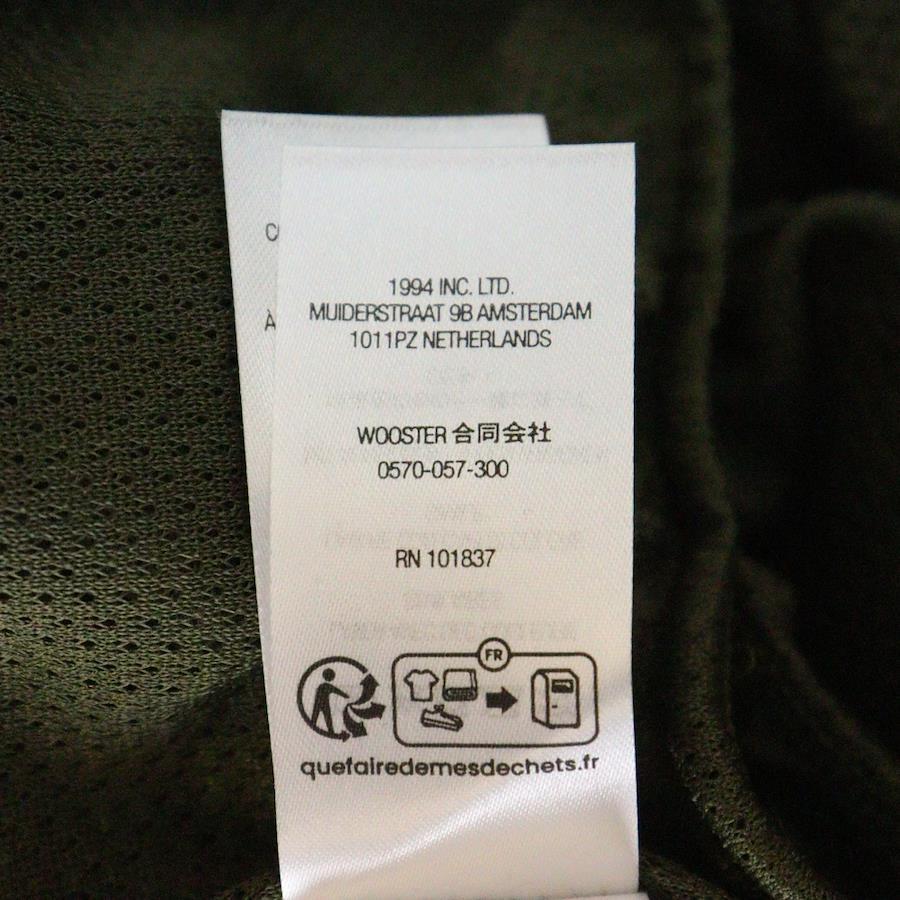 C
À
1994 INC. LTD.
MUIDERSTRAAT 9B AMSTERDAM
1011PZ NETHERLANDS
WOOSTER 合同会社
0570-057-300
RN 101837
FR
quefairedemesdechets.fr